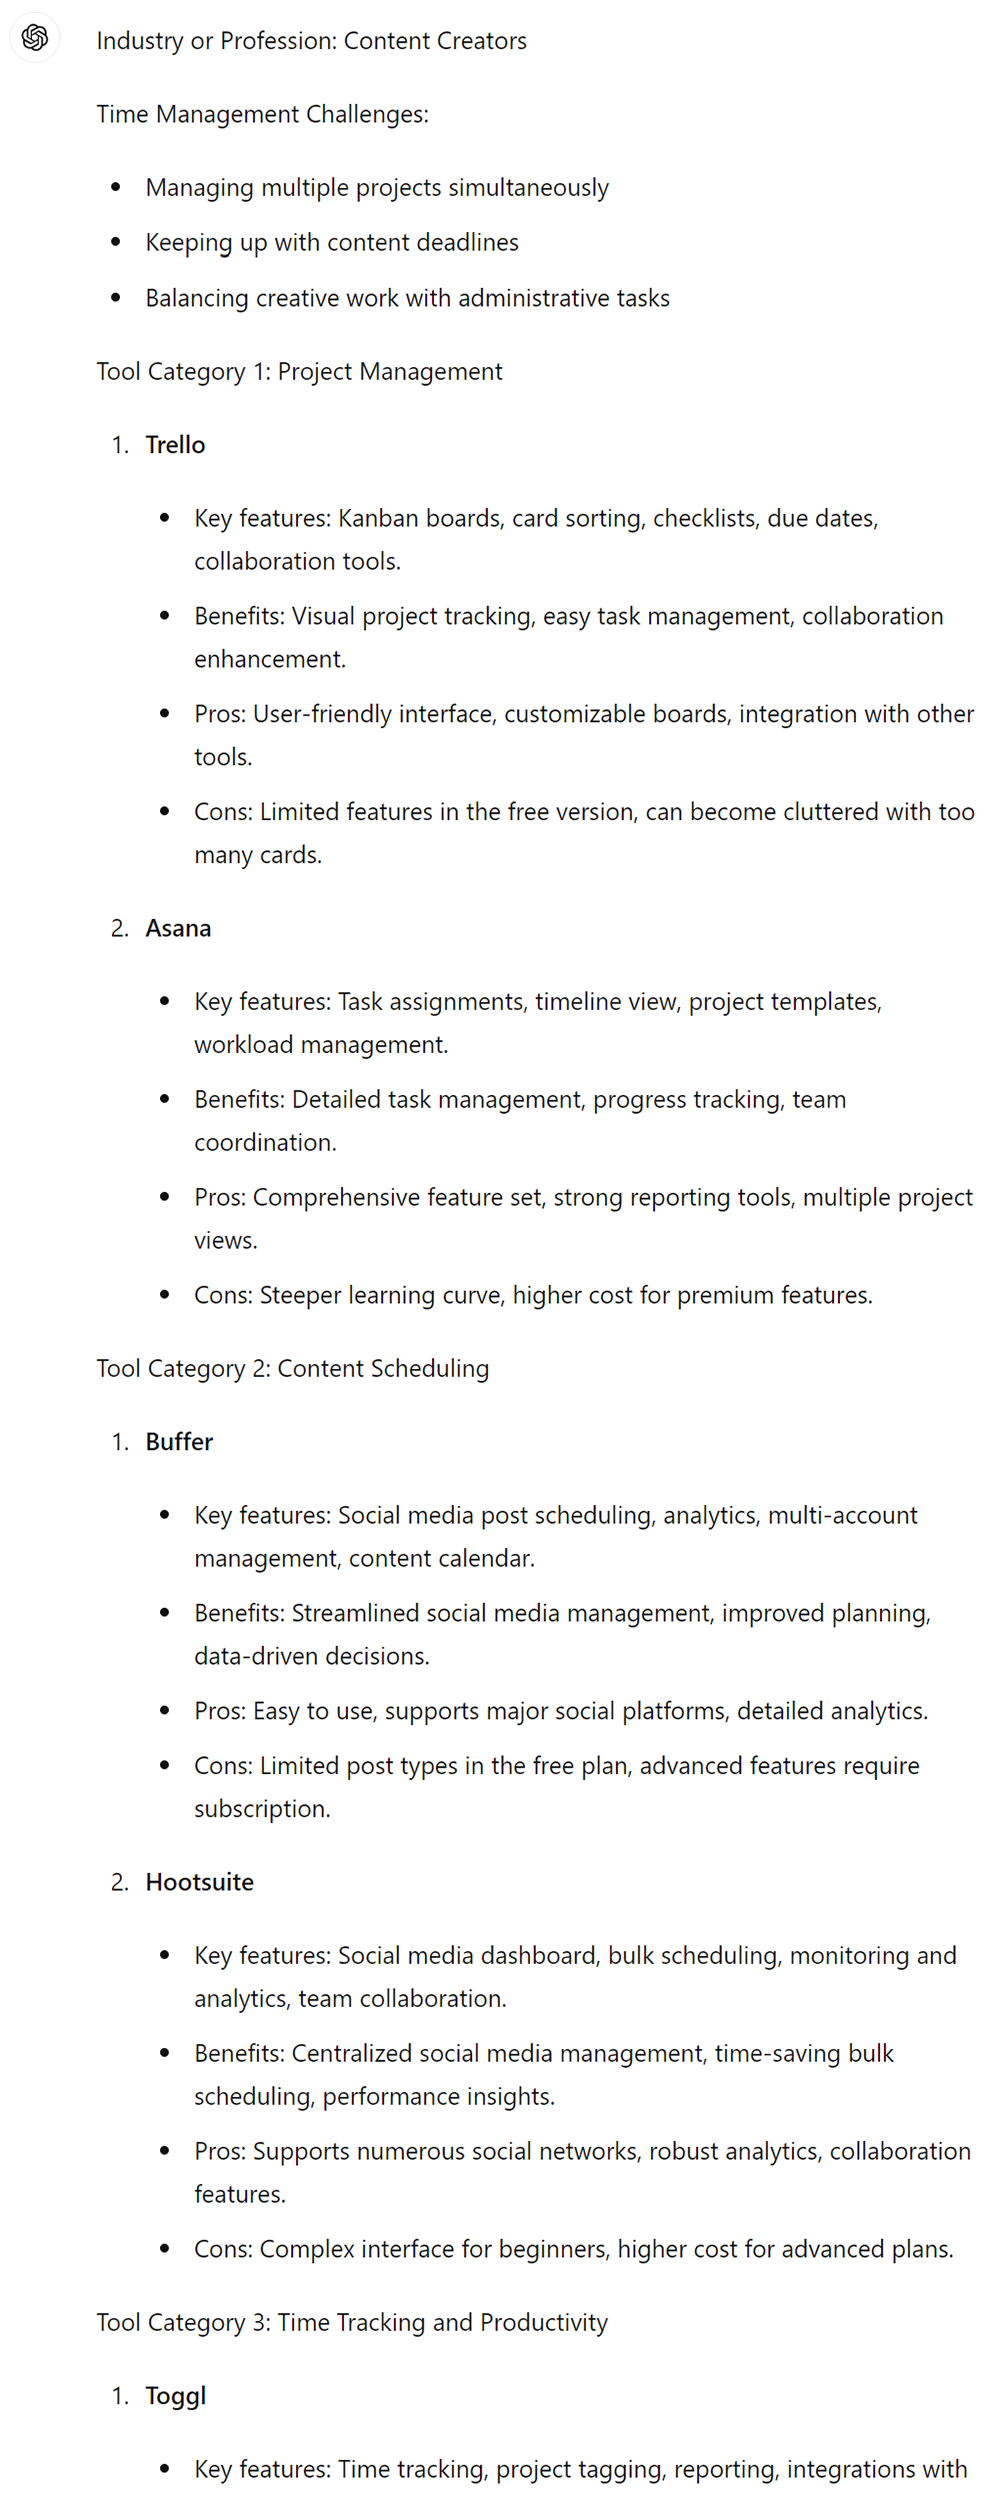 Industry or Profession: Content Creators
Time Management Challenges:
• Managing multiple projects simultaneously
• Keeping up with content deadlines
• Balancing creative work with administrative tasks
Tool Category 1: Project Management
1. Trello
• Key features: Kanban boards, card sorting, checklists, due dates,
collaboration tools.
• Benefits: Visual project tracking, easy task management, collaboration
enhancement.
• Pros: User-friendly interface, customizable boards, integration with other
tools.
• Cons: Limited features in the free version, can become cluttered with too
many cards.
2. Asana
• Key features: Task assignments, timeline view, project templates,
workload management.
• Benefits: Detailed task management, progress tracking, team
coordination.
• Pros: Comprehensive feature set, strong reporting tools, multiple project
views.
• Cons: Steeper learning curve, higher cost for premium features.
Tool Category 2: Content Scheduling
1. Buffer
• Key features: Social media post scheduling, analytics, multi-account
management, content calendar.
• Benefits: Streamlined social media management, improved planning,
data-driven decisions.
• Pros: Easy to use, supports major social platforms, detailed analytics.
• Cons: Limited post types in the free plan, advanced features require
subscription.
2. Hootsuite
• Key features: Social media dashboard, bulk scheduling, monitoring and
analytics, team collaboration.
• Benefits: Centralized social media management, time-saving bulk
scheduling, performance insights.
• Pros: Supports numerous social networks, robust analytics, collaboration
features.
• Cons: Complex interface for beginners, higher cost for advanced plans.
Tool Category 3: Time Tracking and Productivity
1. Toggl
• Key features: Time tracking, project tagging, reporting, integrations with